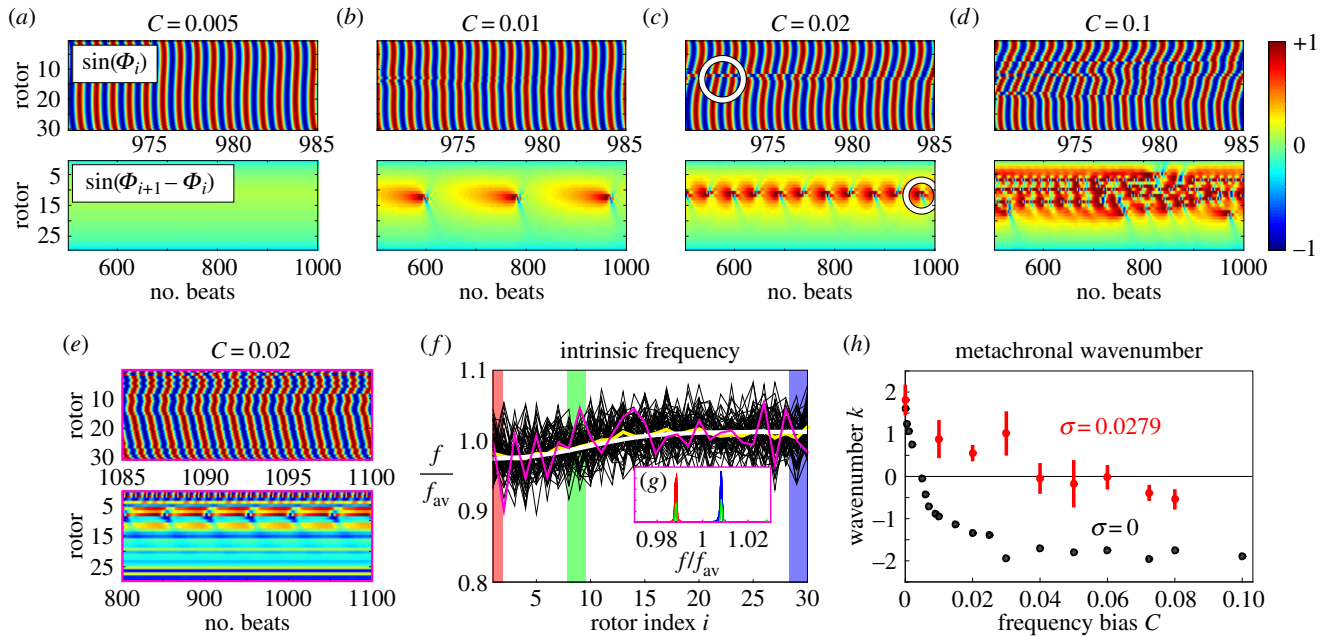 (a) C = 0.005
(b) C = 0.01
(c) C = 0.02
(d) C = 0.1
rotor
10
20
30
sin(Φi)
975 980 985
975 980 985
975 980 985
975 980 985
+1
0
−1
rotor
5
15
25
sin(Φi+1 − Φi)
600 800 1000
no. beats
600 800 1000
no. beats
600 800 1000
no. beats
600 800 1000
no. beats
(e) C = 0.02
rotor
10
20
30
1085 1090 1095 1100
rotor
5
15
25
800 900 1000 1100
no. beats
(f) intrinsic frequency
f
fav
1.1
1.0
0.9
0.8
5 10 15 20 25 30
rotor index i
(g)
0.98 1 1.02
f/fav
(h) metachronal wavenumber
wavenumber k
2
1
0
−1
−2
σ = 0.0279
σ = 0
0 0.02 0.04 0.06 0.08 0.10
frequency bias C